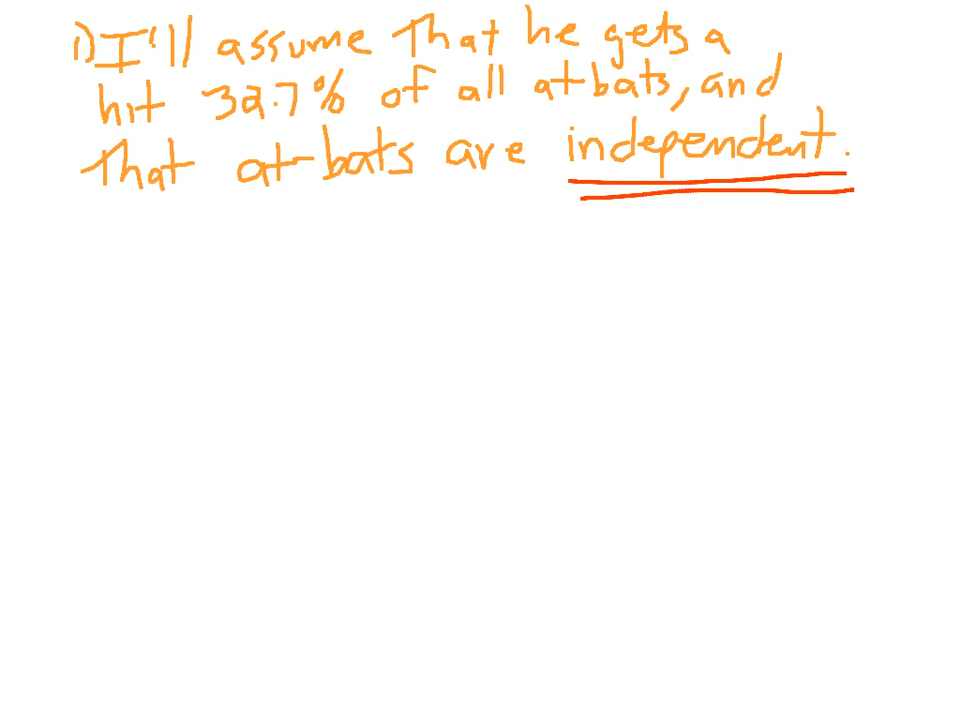 1) I'll assume that he gets a
hit 32.7% of all at-bats, and
that at-bats are independent.